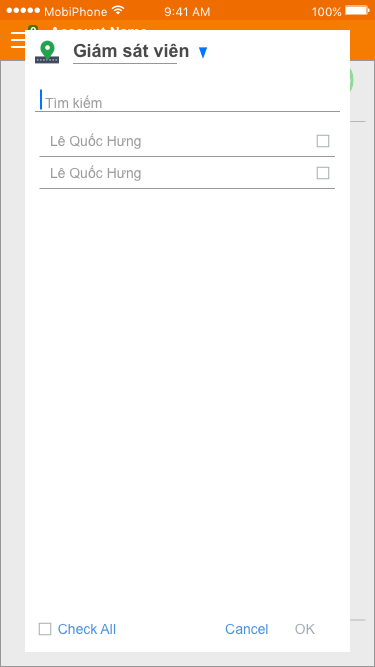 MobiPhone 9:41 AM 100%
Account Name
Giám sát viên
Tìm kiếm
Lê Quốc Hưng
Lê Quốc Hưng
Check All Cancel OK